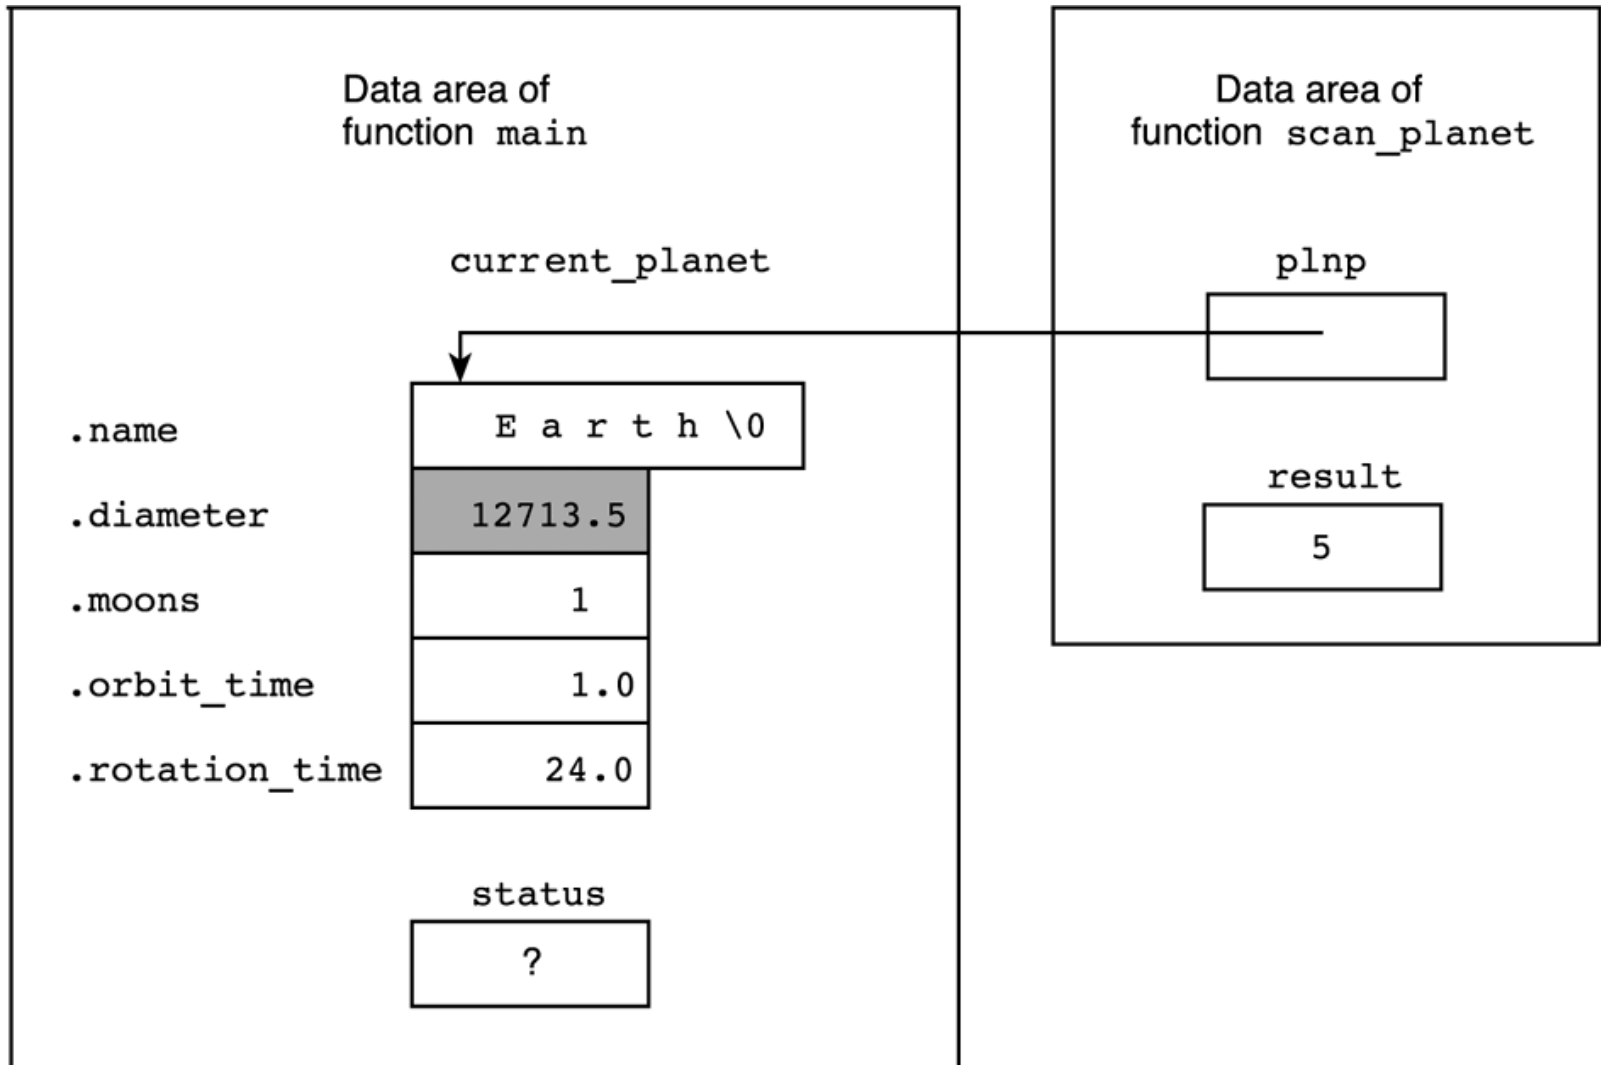 Data area of
function main
current_planet
.name
E a r t h \0
.diameter
12713.5
.moons
1
.orbit_time
1.0
.rotation_time
24.0
status
?
Data area of
function scan_planet
plnp
result
5